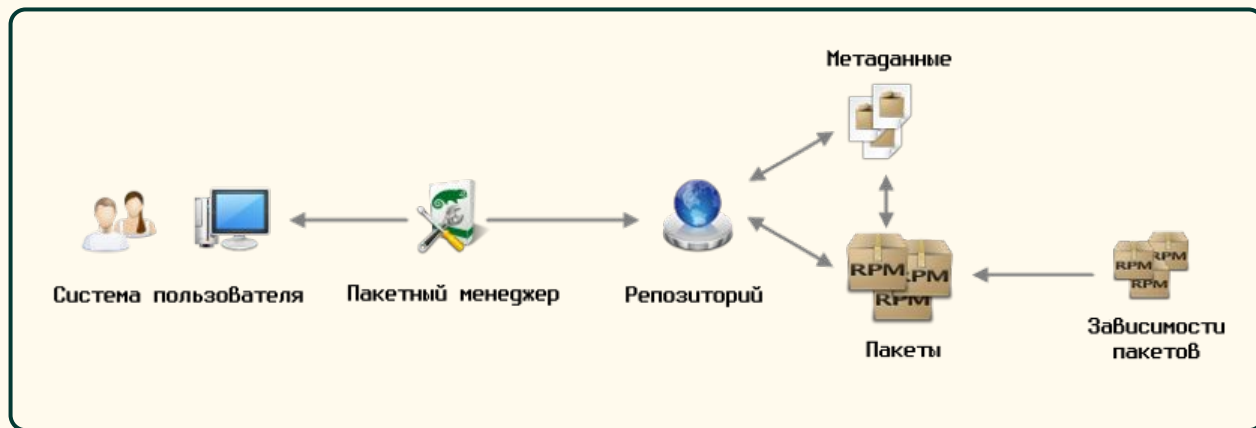 Метаданные
Система пользователя
Пакетный менеджер
Репозиторий
RPM
RPM
RPM
Пакеты
RPM
RPM
RPM
Зависимости
пакетов